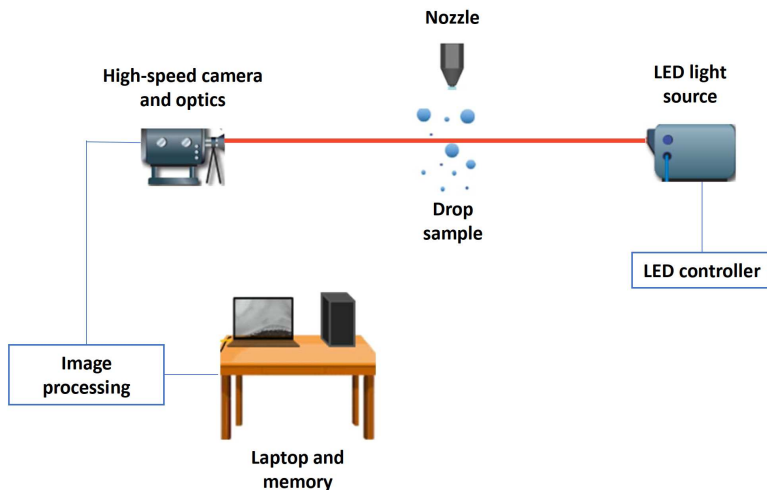 Nozzle
High-speed camera
and optics
LED light
source
Drop
sample
LED controller
Image
processing
Laptop and
memory